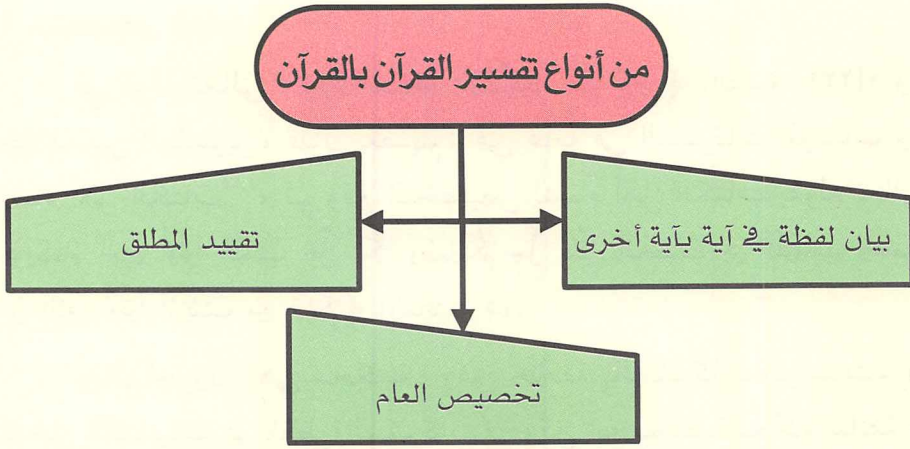 من أنواع تفسير القرآن بالقرآن
بيان لفظة في آية بآية أخرى
تقييد المطلق
تخصيص العام